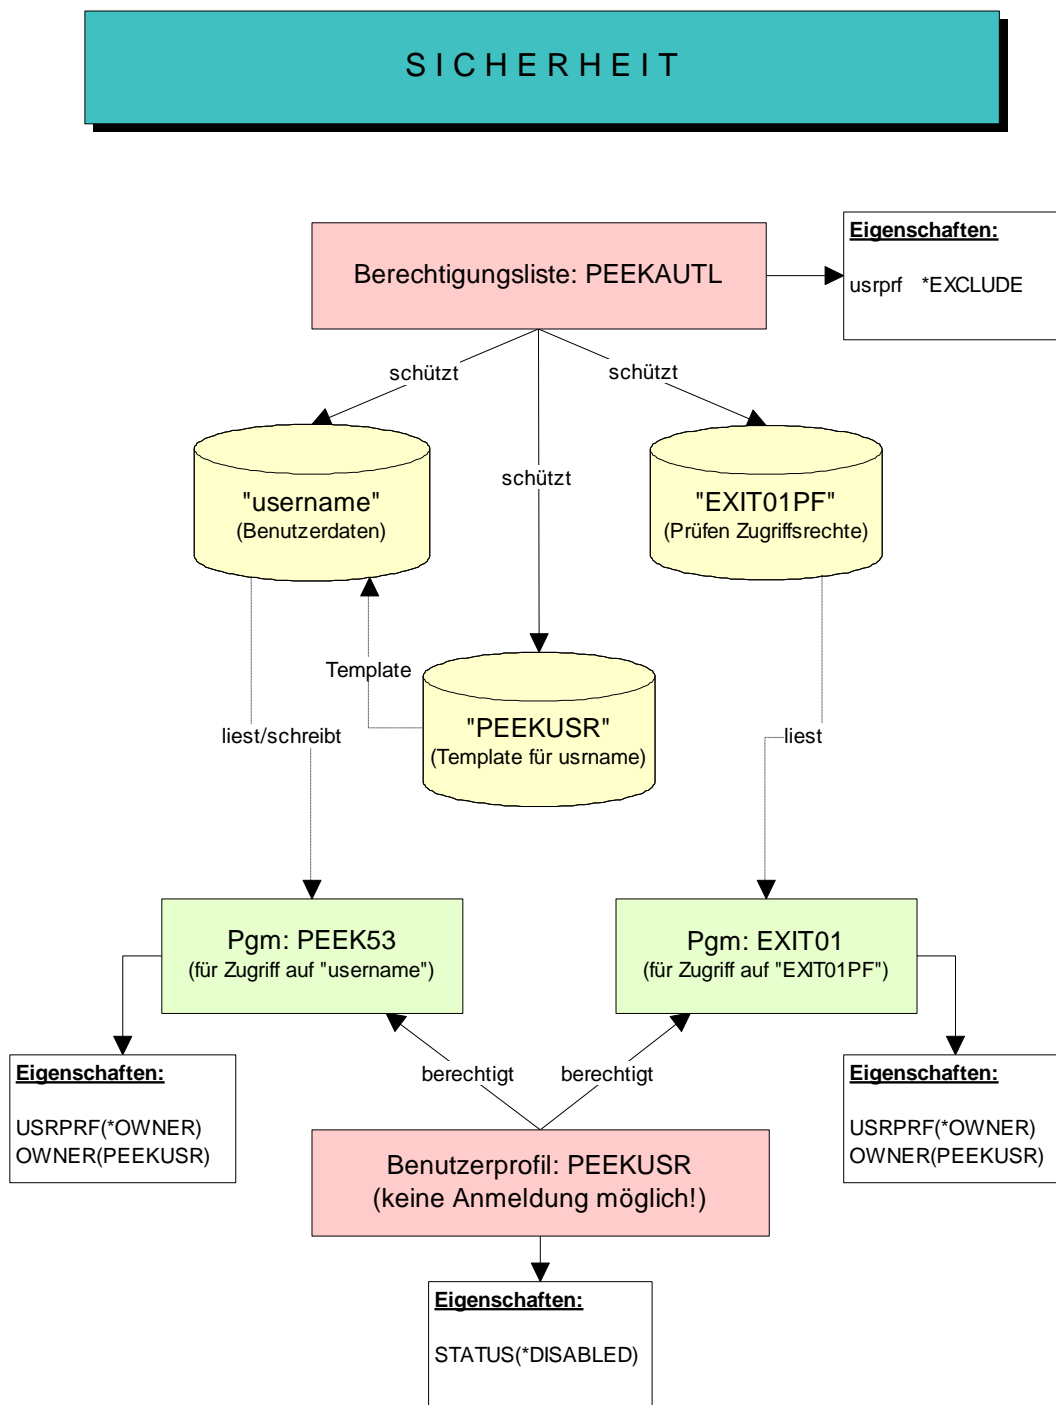 S I C H E R H E I T
Eigenschaften:
usrprf *EXCLUDE
Berechtigungsliste: PEEKAUTL
schützt
schützt
schützt
"username"
(Benutzerdaten)
"EXIT01PF"
(Prüfen Zugriffsrechte)
Template
"PEEKUSR"
(Template für usrname)
liest/schreibt
liest
Pgm: PEEK53
(für Zugriff auf "username")
Pgm: EXIT01
(für Zugriff auf "EXIT01PF")
Eigenschaften:
USRPRF(*OWNER)
OWNER(PEEKUSR)
berechtigt
berechtigt
Eigenschaften:
USRPRF(*OWNER)
OWNER(PEEKUSR)
Benutzerprofil: PEEKUSR
(keine Anmeldung möglich!)
Eigenschaften:
STATUS(*DISABLED)